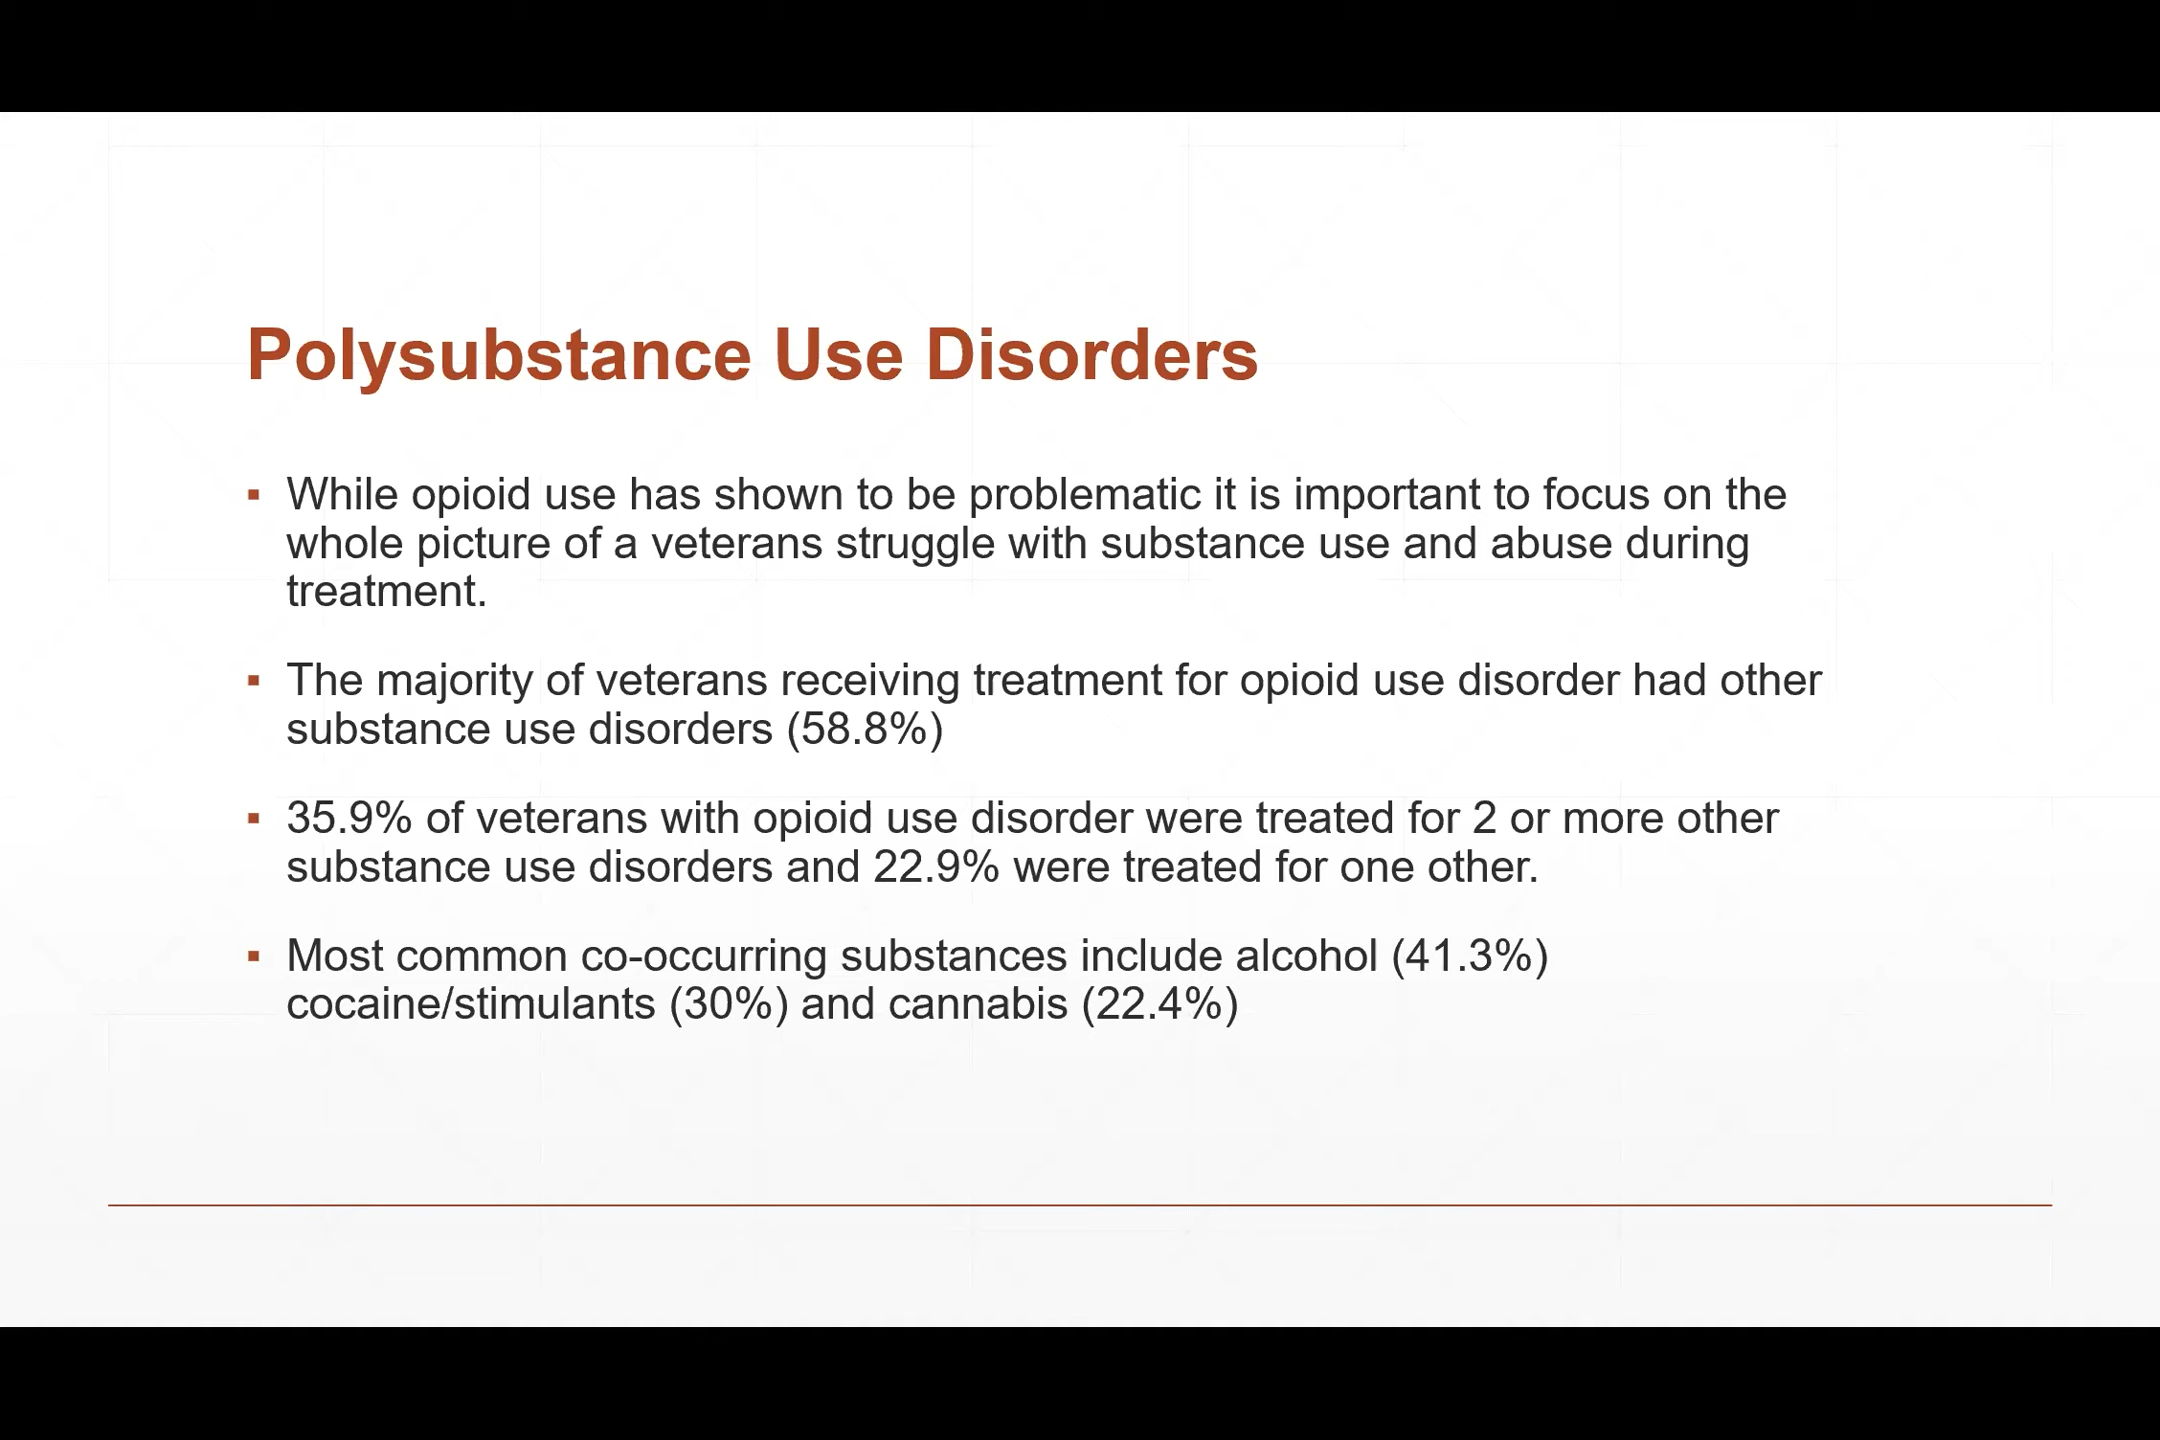 Polysubstance Use Disorders
▪ While opioid use has shown to be problematic it is important to focus on the
whole picture of a veterans struggle with substance use and abuse during
treatment.
▪ The majority of veterans receiving treatment for opioid use disorder had other
substance use disorders (58.8%)
▪ 35.9% of veterans with opioid use disorder were treated for 2 or more other
substance use disorders and 22.9% were treated for one other.
▪ Most common co-occurring substances include alcohol (41.3%)
cocaine/stimulants (30%) and cannabis (22.4%)